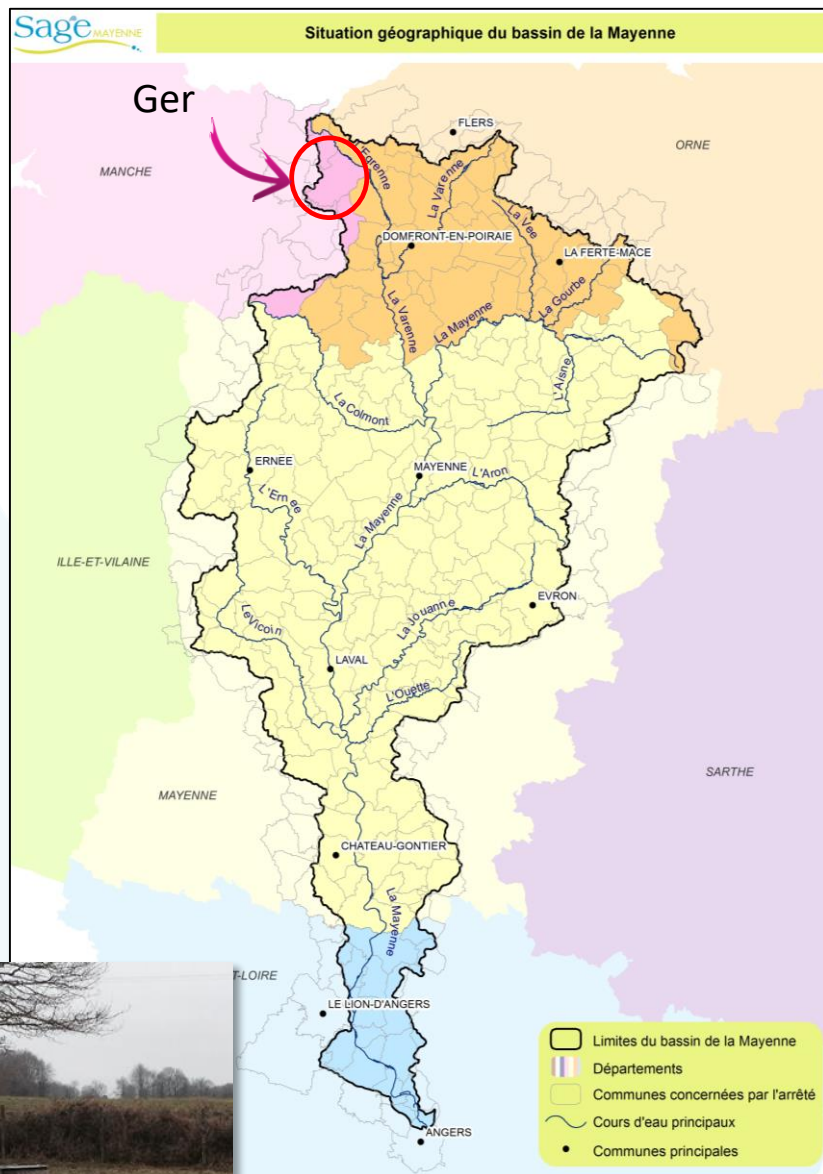 Sage MAYENNE
Situation géographique du bassin de la Mayenne
Ger
FLERS
ORNE
MANCHE
L'Egrenne
La Varenne
La Vée
DOMFRONT-EN-POIRAIE
LA FERTE-MACE
La Gourbe
La Varenne
La Mayenne
L'Aisne
La Colmont
ERNEE
MAYENNE
L'Aron
L'Ernée
La Mayenne
ILLE-ET-VILAINE
EVRON
La Jouanne
Le Vicoin
LAVAL
L'Ouette
SARTHE
MAYENNE
CHATEAU-GONTIER
La Mayenne
T-LOIRE
LE LION-D'ANGERS
ANGERS
Limites du bassin de la Mayenne
Départements
Communes concernées par l'arrêté
Cours d'eau principaux
Communes principales